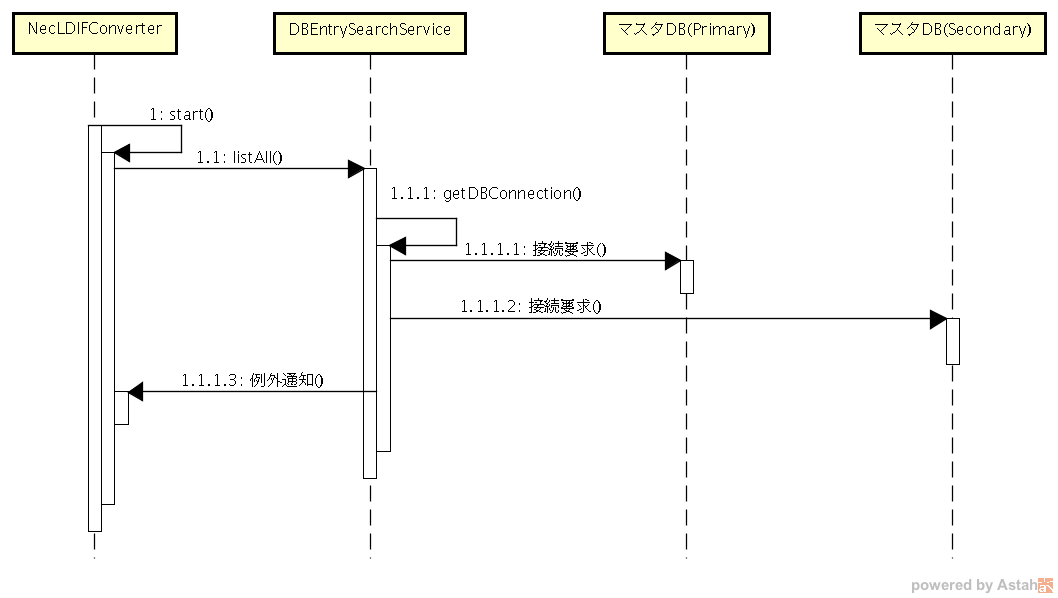 NecLDIFConverter
DBEntrySearchService
マスタDB(Primary)
マスタDB(Secondary)
1: start()
1.1: listAll()
1.1.1: getDBConnection()
1.1.1.1: 接続要求()
1.1.1.2: 接続要求()
1.1.1.3: 例外通知()
powered by Astah